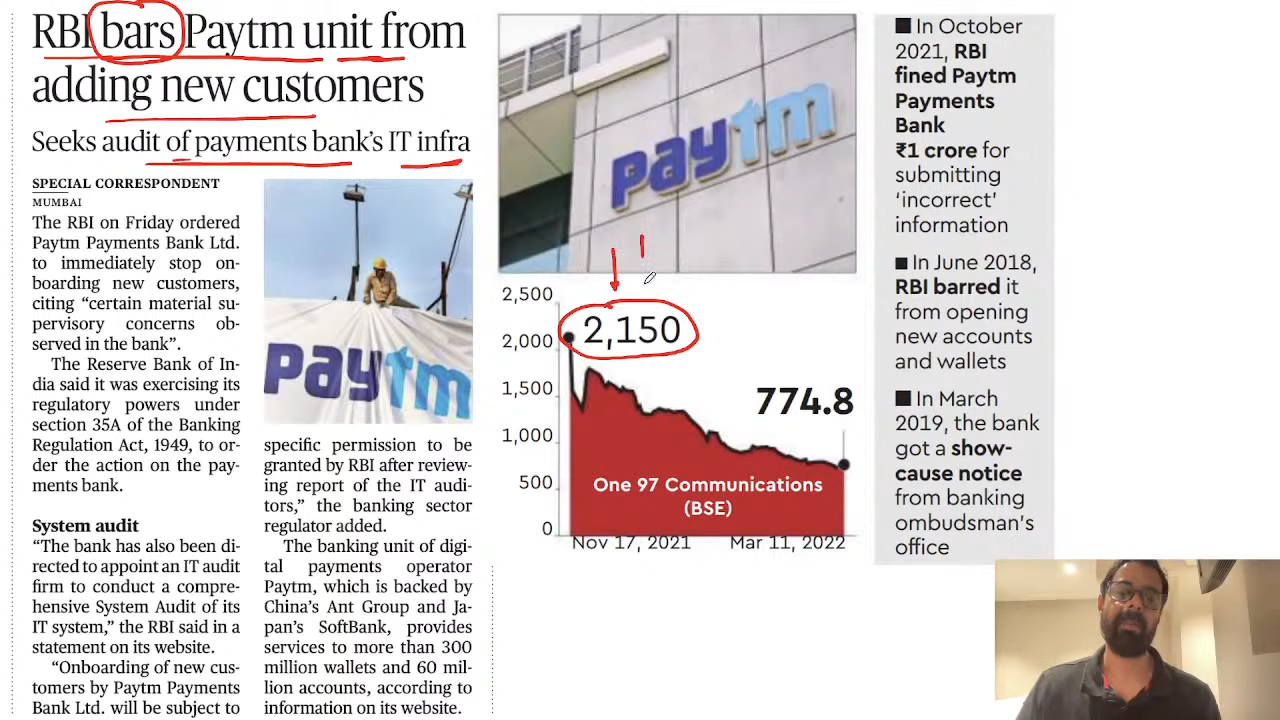 RBI bars Paytm unit from
adding new customers
Seeks audit of payments bank's IT infra
SPECIAL CORRESPONDENT
MUMBAI
The RBI on Friday ordered
Paytm Payments Bank Ltd.
to immediately stop on-
boarding new customers,
citing “certain material su-
pervisory concerns ob-
served in the bank”.
The Reserve Bank of In-
dia said it was exercising its
regulatory powers under
section 35A of the Banking
Regulation Act, 1949, to or-
der the action on the pay-
ments bank.
System audit
“The bank has also been di-
rected to appoint an IT audit
firm to conduct a compre-
hensive System Audit of its
IT system,” the RBI said in a
statement on its website.
“Onboarding of new cus-
tomers by Paytm Payments
Bank Ltd. will be subject to
paytm
specific permission to be
granted by RBI after review-
ing report of the IT audi-
tors,” the banking sector
regulator added.
The banking unit of digi-
tal payments operator
Paytm, which is backed by
China's Ant Group and Ja-
pan's SoftBank, provides
services to more than 300
million wallets and 60 mil-
lion accounts, according to
information on its website.
paytm
2,500
2,000
1,500
1,000
500
0
2,150
774.8
One 97 Communications
(BSE)
Nov 17, 2021 Mar 11, 2022
■ In October
2021, RBI
fined Paytm
Payments
Bank
₹1 crore for
submitting
‘incorrect’
information
■ In June 2018,
RBI barred it
from opening
new accounts
and wallets
■ In March
2019, the bank
got a show-
cause notice
from banking
ombudsman's
office